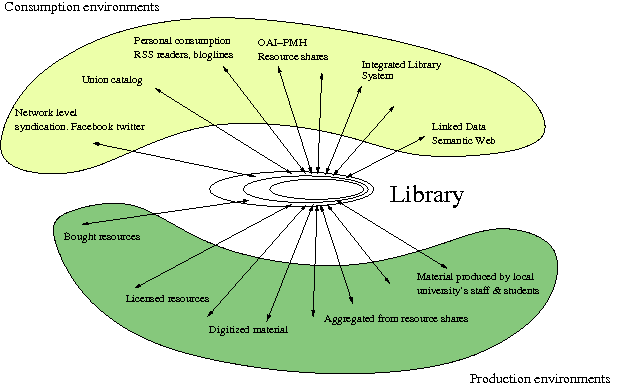 Consumption environments
Personal consumption
RSS readers, bloglines
OAI–PMH
Resource shares
Integrated Library
System
Union catalog
Network level
syndication. Facebook twitter
Linked Data
Semantic Web
Library
Bought resources
Licensed resources
Digitized material
Aggregated from resource shares
Material produced by local
university's staff & students
Production environments